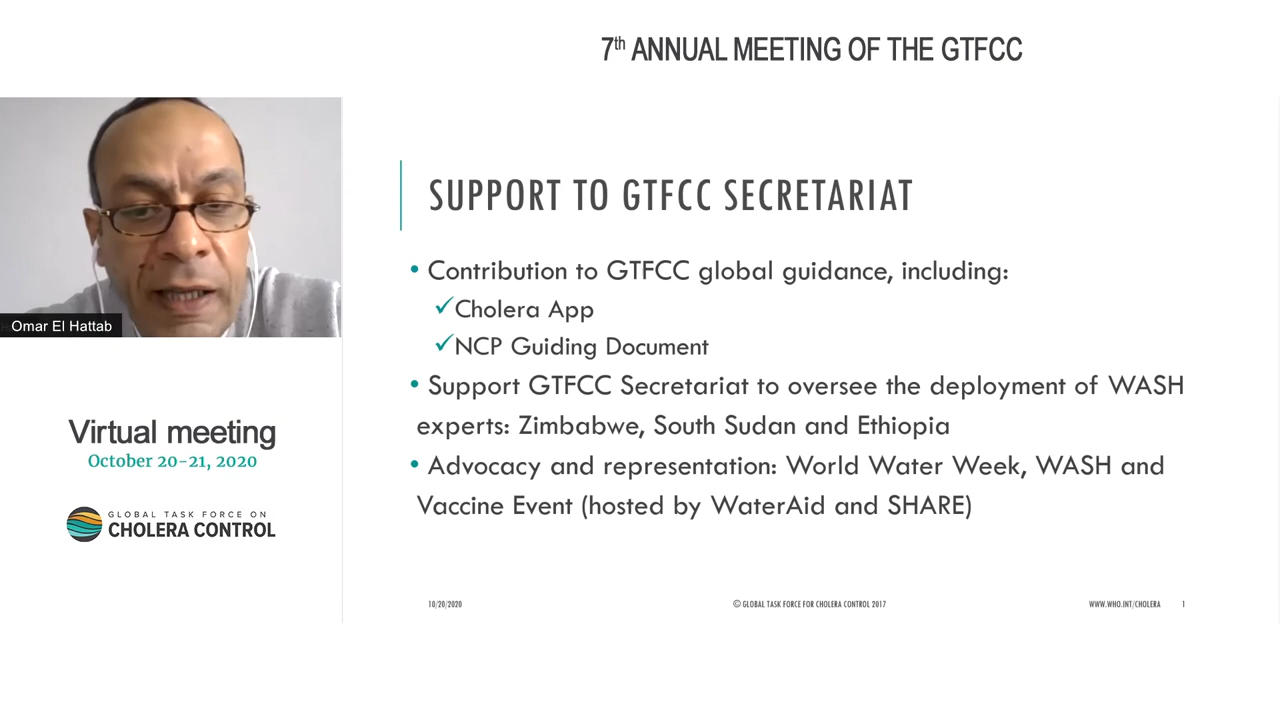 7th ANNUAL MEETING OF THE GTFCC
Omar El Hattab
Virtual meeting
October 20-21, 2020
GLOBAL TASK FORCE ON
CHOLERA CONTROL
SUPPORT TO GTFCC SECRETARIAT
• Contribution to GTFCC global guidance, including:
✓Cholera App
✓NCP Guiding Document
• Support GTFCC Secretariat to oversee the deployment of WASH
experts: Zimbabwe, South Sudan and Ethiopia
• Advocacy and representation: World Water Week, WASH and
Vaccine Event (hosted by WaterAid and SHARE)
10/20/2020
© GLOBAL TASK FORCE FOR CHOLERA CONTROL 2017
WWW.WHO.INT/CHOLERA
1